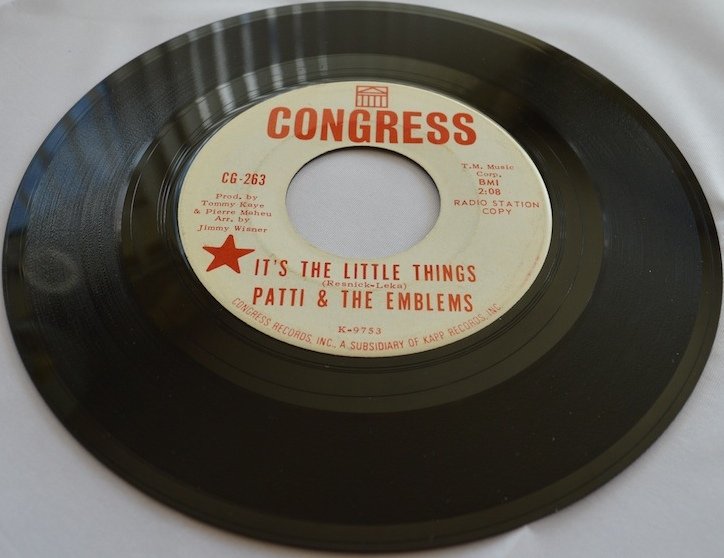 CONGRESS
CG-263
Prod. by
Tommy Kaye
& Pierre Maheu
Arr. by
Jimmy Wisner
T.M. Music
Corp.
BMI
2:08
RADIO STATION
COPY
IT'S THE LITTLE THINGS
(Resnick-Leka)
PATTI & THE EMBLEMS
K-9753
CONGRESS RECORDS, INC., A SUBSIDIARY OF KAPP RECORDS, INC.